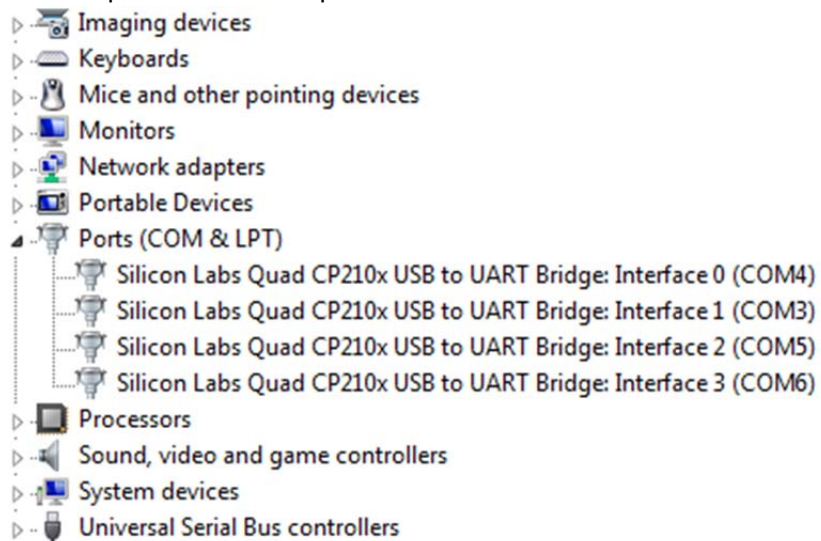 Imaging devices
Keyboards
Mice and other pointing devices
Monitors
Network adapters
Portable Devices
Ports (COM & LPT)
Silicon Labs Quad CP210x USB to UART Bridge: Interface 0 (COM4)
Silicon Labs Quad CP210x USB to UART Bridge: Interface 1 (COM3)
Silicon Labs Quad CP210x USB to UART Bridge: Interface 2 (COM5)
Silicon Labs Quad CP210x USB to UART Bridge: Interface 3 (COM6)
Processors
Sound, video and game controllers
System devices
Universal Serial Bus controllers